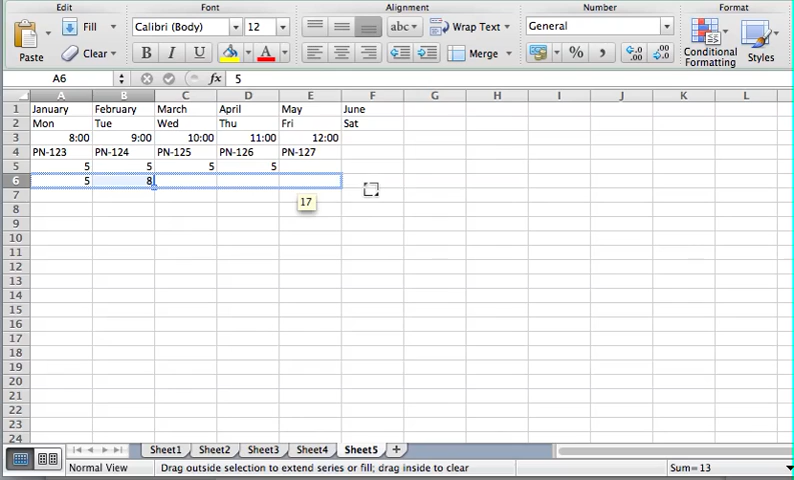 Edit Font Alignment Number Format
Fill Calibri (Body) 12 abc Wrap Text General
Paste Clear B I U A Merge % , .0 .00 .00 .0 Conditional Formatting Styles
A6 fx 5
A B C D E F G H I J K L
1 January February March April May June
2 Mon Tue Wed Thu Fri Sat
3 8:00 9:00 10:00 11:00 12:00
4 PN-123 PN-124 PN-125 PN-126 PN-127
5 5 5 5 5
6 5 8
7 17
8
9
10
11
12
13
14
15
16
17
18
19
20
21
22
23
24
Sheet1 Sheet2 Sheet3 Sheet4 Sheet5 +
Normal View Drag outside selection to extend series or fill; drag inside to clear Sum=13